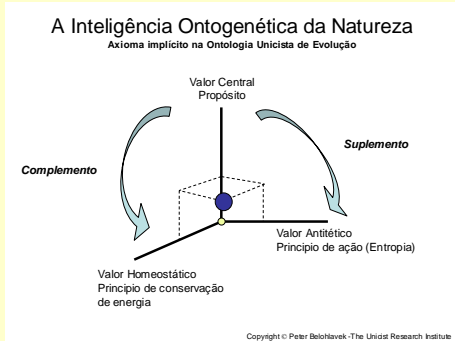 A Inteligência Ontogenética da Natureza
Axioma implícito na Ontologia Unicista de Evolução
Valor Central
Propósito
Suplemento
Complemento
Valor Antitético
Principio de ação (Entropia)
Valor Homeostático
Principio de conservação
de energia
Copyright © Peter Belohlavek -The Unicist Research Institute